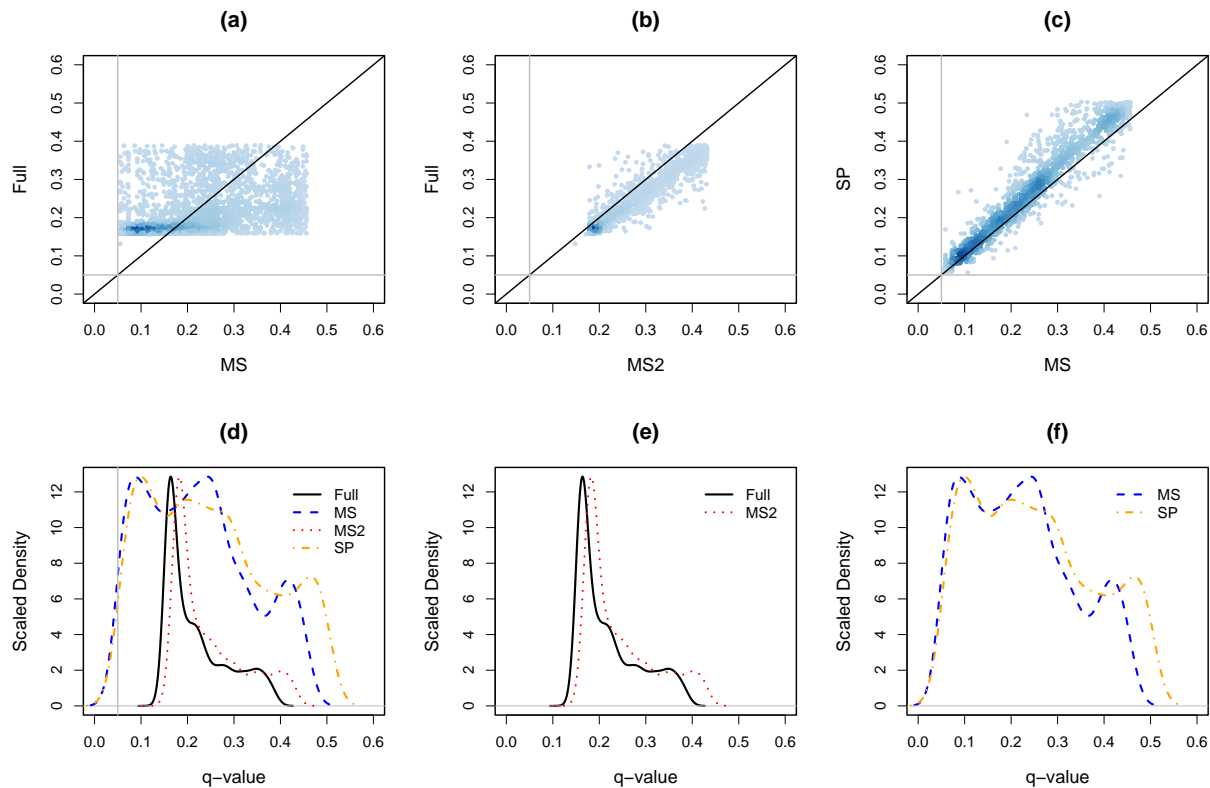 (a) (b) (c)
0.6 0.6 0.6
0.5 0.5 0.5
0.4 0.4 0.4
Full Full SP
0.3 0.3 0.3
0.2 0.2 0.2
0.1 0.1 0.1
0.0 0.0 0.0
0.0 0.1 0.2 0.3 0.4 0.5 0.6 0.0 0.1 0.2 0.3 0.4 0.5 0.6 0.0 0.1 0.2 0.3 0.4 0.5 0.6
MS MS2 MS
(d) (e) (f)
12 Full 12 Full 12 MS
MS MS2 SP
10 MS2 10 10
SP
8 8 8
Scaled Density Scaled Density Scaled Density
6 6 6
4 4 4
2 2 2
0 0 0
0.0 0.1 0.2 0.3 0.4 0.5 0.6 0.0 0.1 0.2 0.3 0.4 0.5 0.6 0.0 0.1 0.2 0.3 0.4 0.5 0.6
q−value q−value q−value